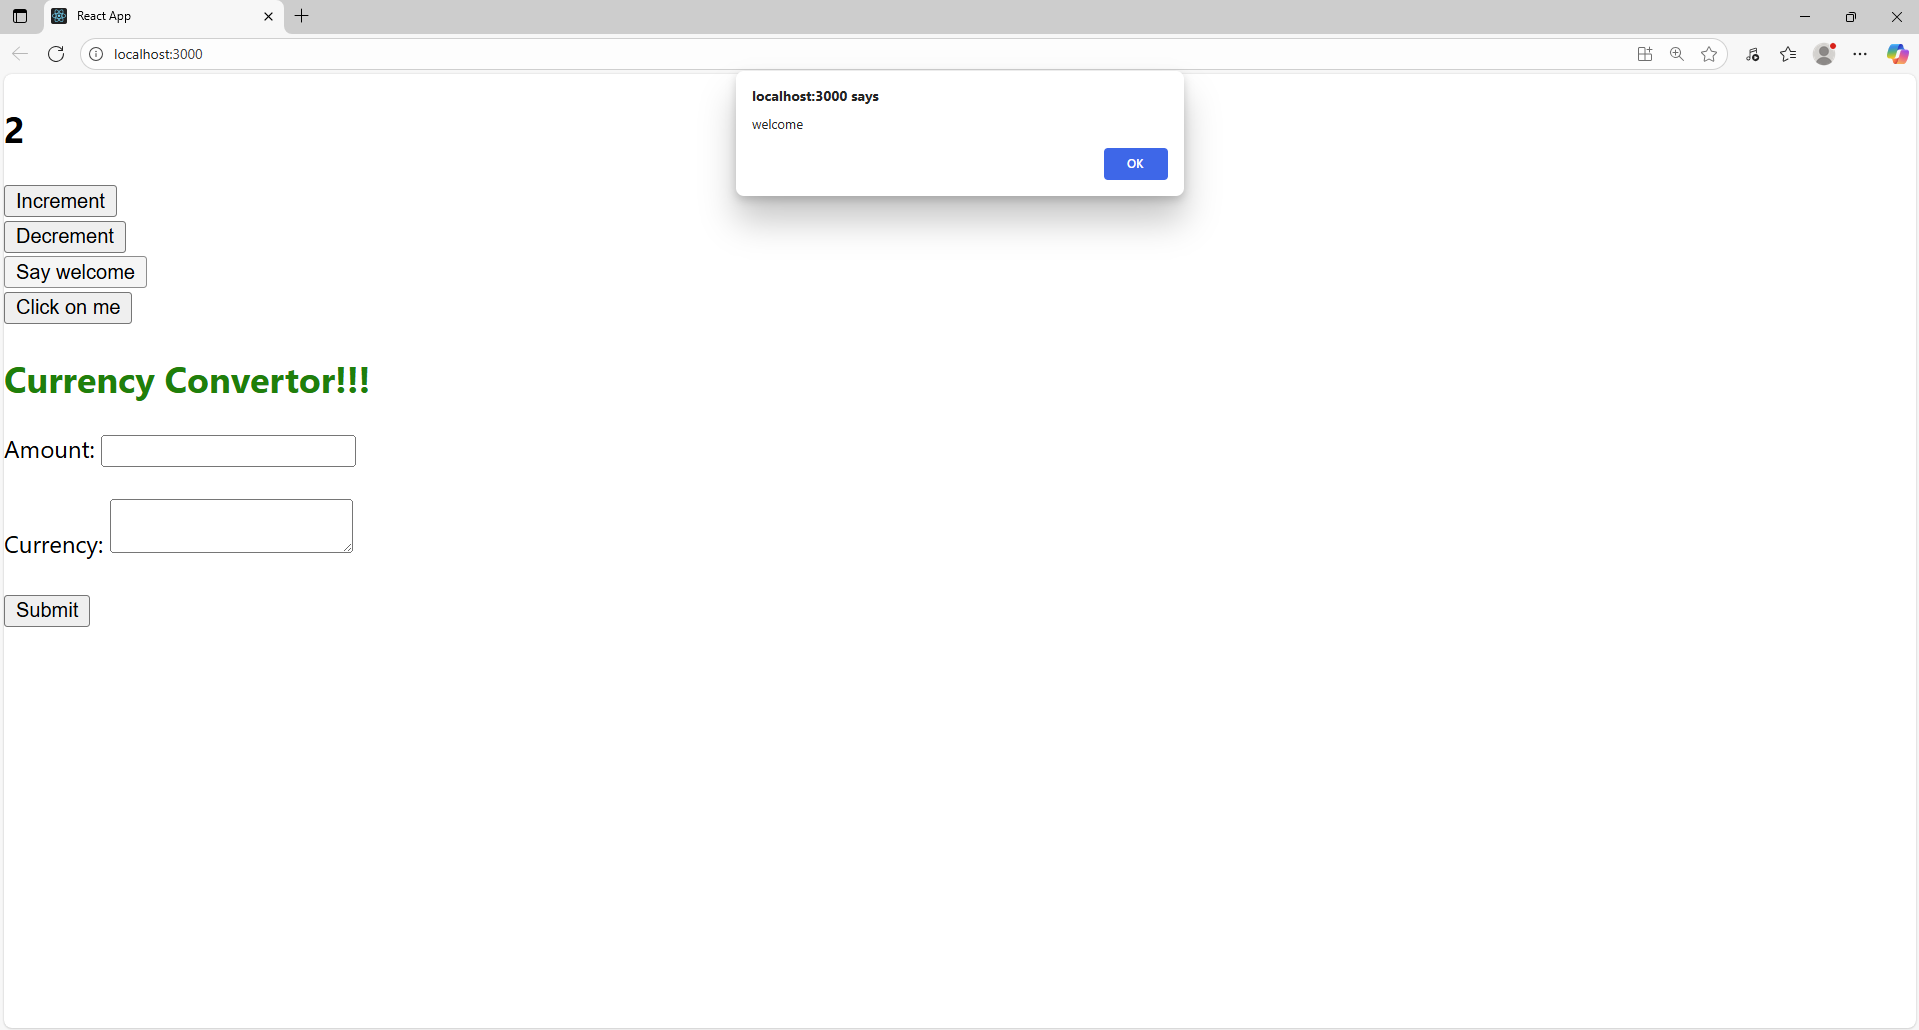 React App
localhost:3000
localhost:3000 says
welcome
OK
2
Increment
Decrement
Say welcome
Click on me
Currency Convertor!!!
Amount:
Currency:
Submit